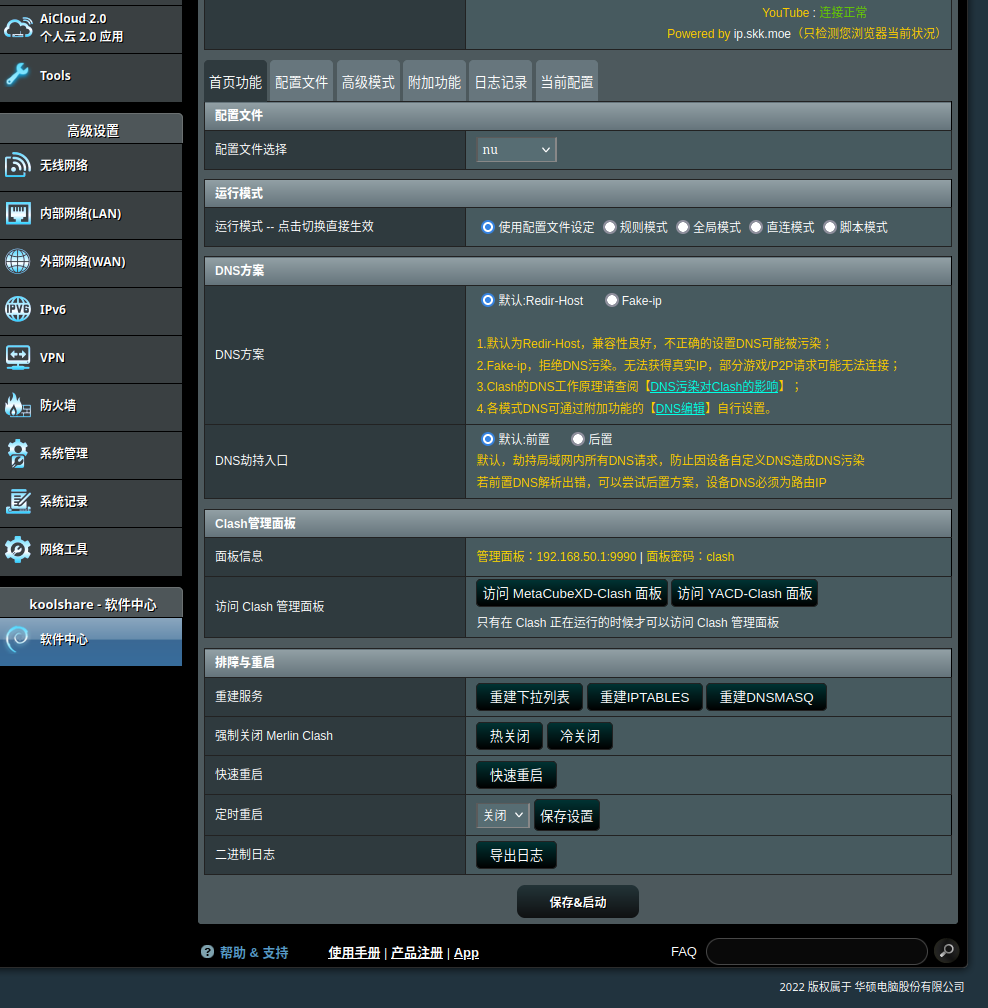 AiCloud 2.0
个人云 2.0 应用
Tools
高级设置
无线网络
内部网络(LAN)
外部网络(WAN)
IPv6
VPN
防火墙
系统管理
系统记录
网络工具
koolshare - 软件中心
软件中心
YouTube : 连接正常
Powered by ip.skk.moe（只检测您浏览器当前状况）
首页功能 配置文件 高级模式 附加功能 日志记录 当前配置
配置文件
配置文件选择 nu
运行模式
运行模式 -- 点击切换直接生效 使用配置文件设定 规则模式 全局模式 直连模式 脚本模式
DNS方案
DNS方案
默认:Redir-Host Fake-ip
1.默认为Redir-Host，兼容性良好，不正确的设置DNS可能被污染；
2.Fake-ip，拒绝DNS污染。无法获得真实IP，部分游戏/P2P请求可能无法连接；
3.Clash的DNS工作原理请查阅【DNS污染对Clash的影响】；
4.各模式DNS可通过附加功能的【DNS编辑】自行设置。
DNS劫持入口
默认:前置 后置
默认，劫持局域网内所有DNS请求，防止因设备自定义DNS造成DNS污染
若前置DNS解析出错，可以尝试后置方案，设备DNS必须为路由IP
Clash管理面板
面板信息 管理面板：192.168.50.1:9990 | 面板密码：clash
访问 Clash 管理面板
访问 MetaCubeXD-Clash 面板 访问 YACD-Clash 面板
只有在 Clash 正在运行的时候才可以访问 Clash 管理面板
排障与重启
重建服务 重建下拉列表 重建IPTABLES 重建DNSMASQ
强制关闭 Merlin Clash 热关闭 冷关闭
快速重启 快速重启
定时重启 关闭 保存设置
二进制日志 导出日志
保存&启动
? 帮助 & 支持 使用手册 | 产品注册 | App FAQ
2022 版权属于 华硕电脑股份有限公司